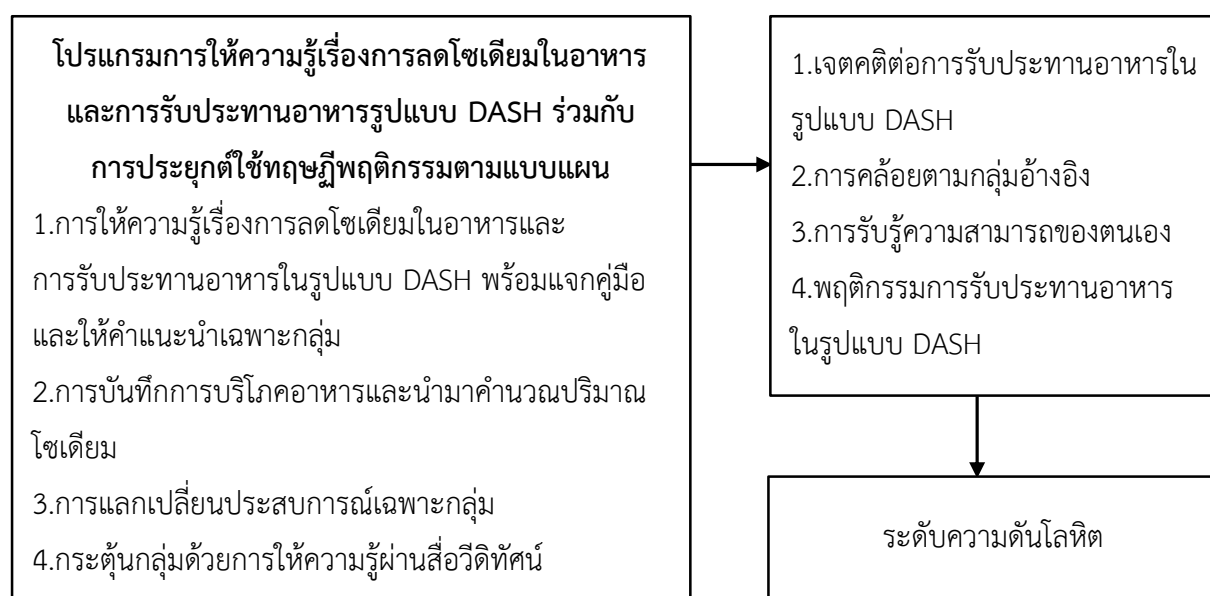 โปรแกรมการให้ความรู้เรื่องการลดโซเดียมในอาหาร
และการรับประทานอาหารรูปแบบ DASH ร่วมกับ
การประยุกต์ใช้ทฤษฎีพฤติกรรมตามแบบแผน
1.การให้ความรู้เรื่องการลดโซเดียมในอาหารและ
การรับประทานอาหารในรูปแบบ DASH พร้อมแจกคู่มือ
และให้คำแนะนำเฉพาะกลุ่ม
2.การบันทึกการบริโภคอาหารและนำมาคำนวณปริมาณ
โซเดียม
3.การแลกเปลี่ยนประสบการณ์เฉพาะกลุ่ม
4.กระตุ้นกลุ่มด้วยการให้ความรู้ผ่านสื่อวีดิทัศน์
1.เจตคติต่อการรับประทานอาหารใน
รูปแบบ DASH
2.การคล้อยตามกลุ่มอ้างอิง
3.การรับรู้ความสามารถของตนเอง
4.พฤติกรรมการรับประทานอาหาร
ในรูปแบบ DASH
ระดับความดันโลหิต